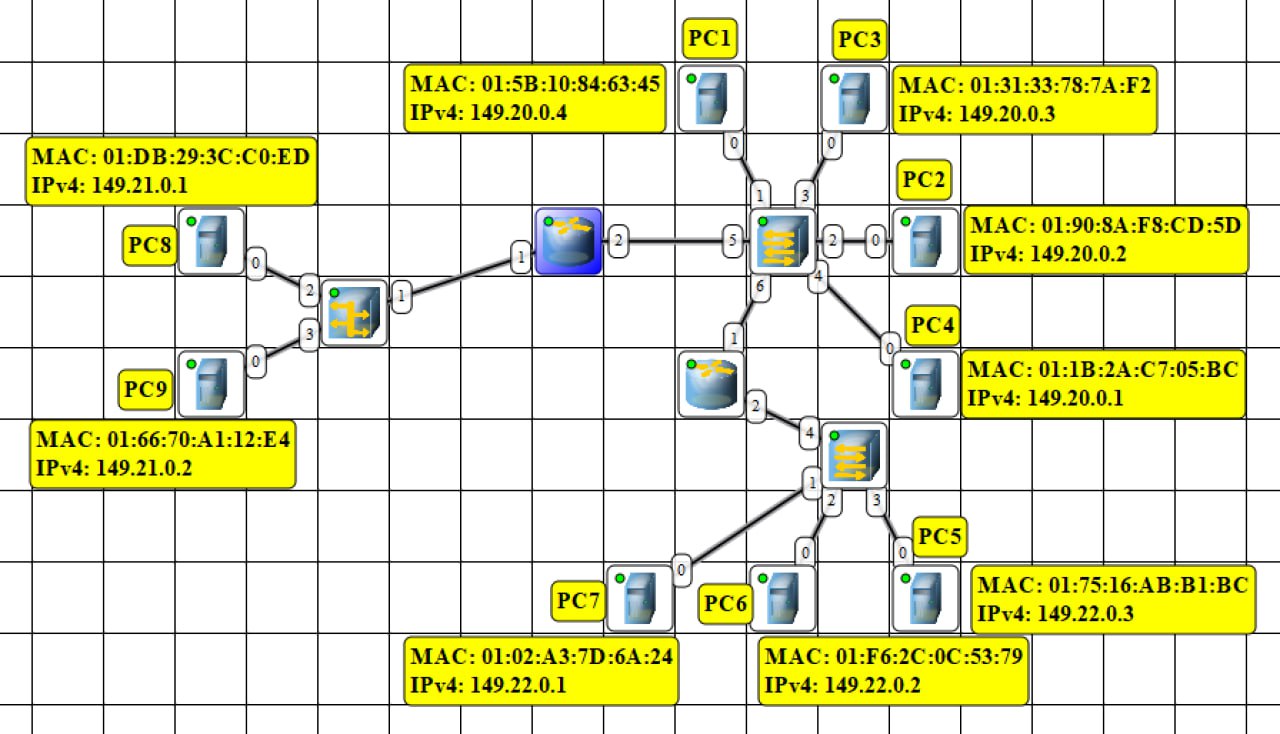 PC1
PC3
MAC: 01:5B:10:84:63:45
IPv4: 149.20.0.4
MAC: 01:31:33:78:7A:F2
IPv4: 149.20.0.3
0
0
MAC: 01:DB:29:3C:C0:ED
IPv4: 149.21.0.1
PC2
1
3
PC8
0
1
2
5
2
0
MAC: 01:90:8A:F8:CD:5D
IPv4: 149.20.0.2
2
1
6
4
3
0
1
0
PC4
PC9
MAC: 01:1B:2A:C7:05:BC
IPv4: 149.20.0.1
2
4
MAC: 01:66:70:A1:12:E4
IPv4: 149.21.0.2
1
2
3
0
0
0
PC5
PC7
PC6
MAC: 01:75:16:AB:B1:BC
IPv4: 149.22.0.3
MAC: 01:02:A3:7D:6A:24
IPv4: 149.22.0.1
MAC: 01:F6:2C:0C:53:79
IPv4: 149.22.0.2